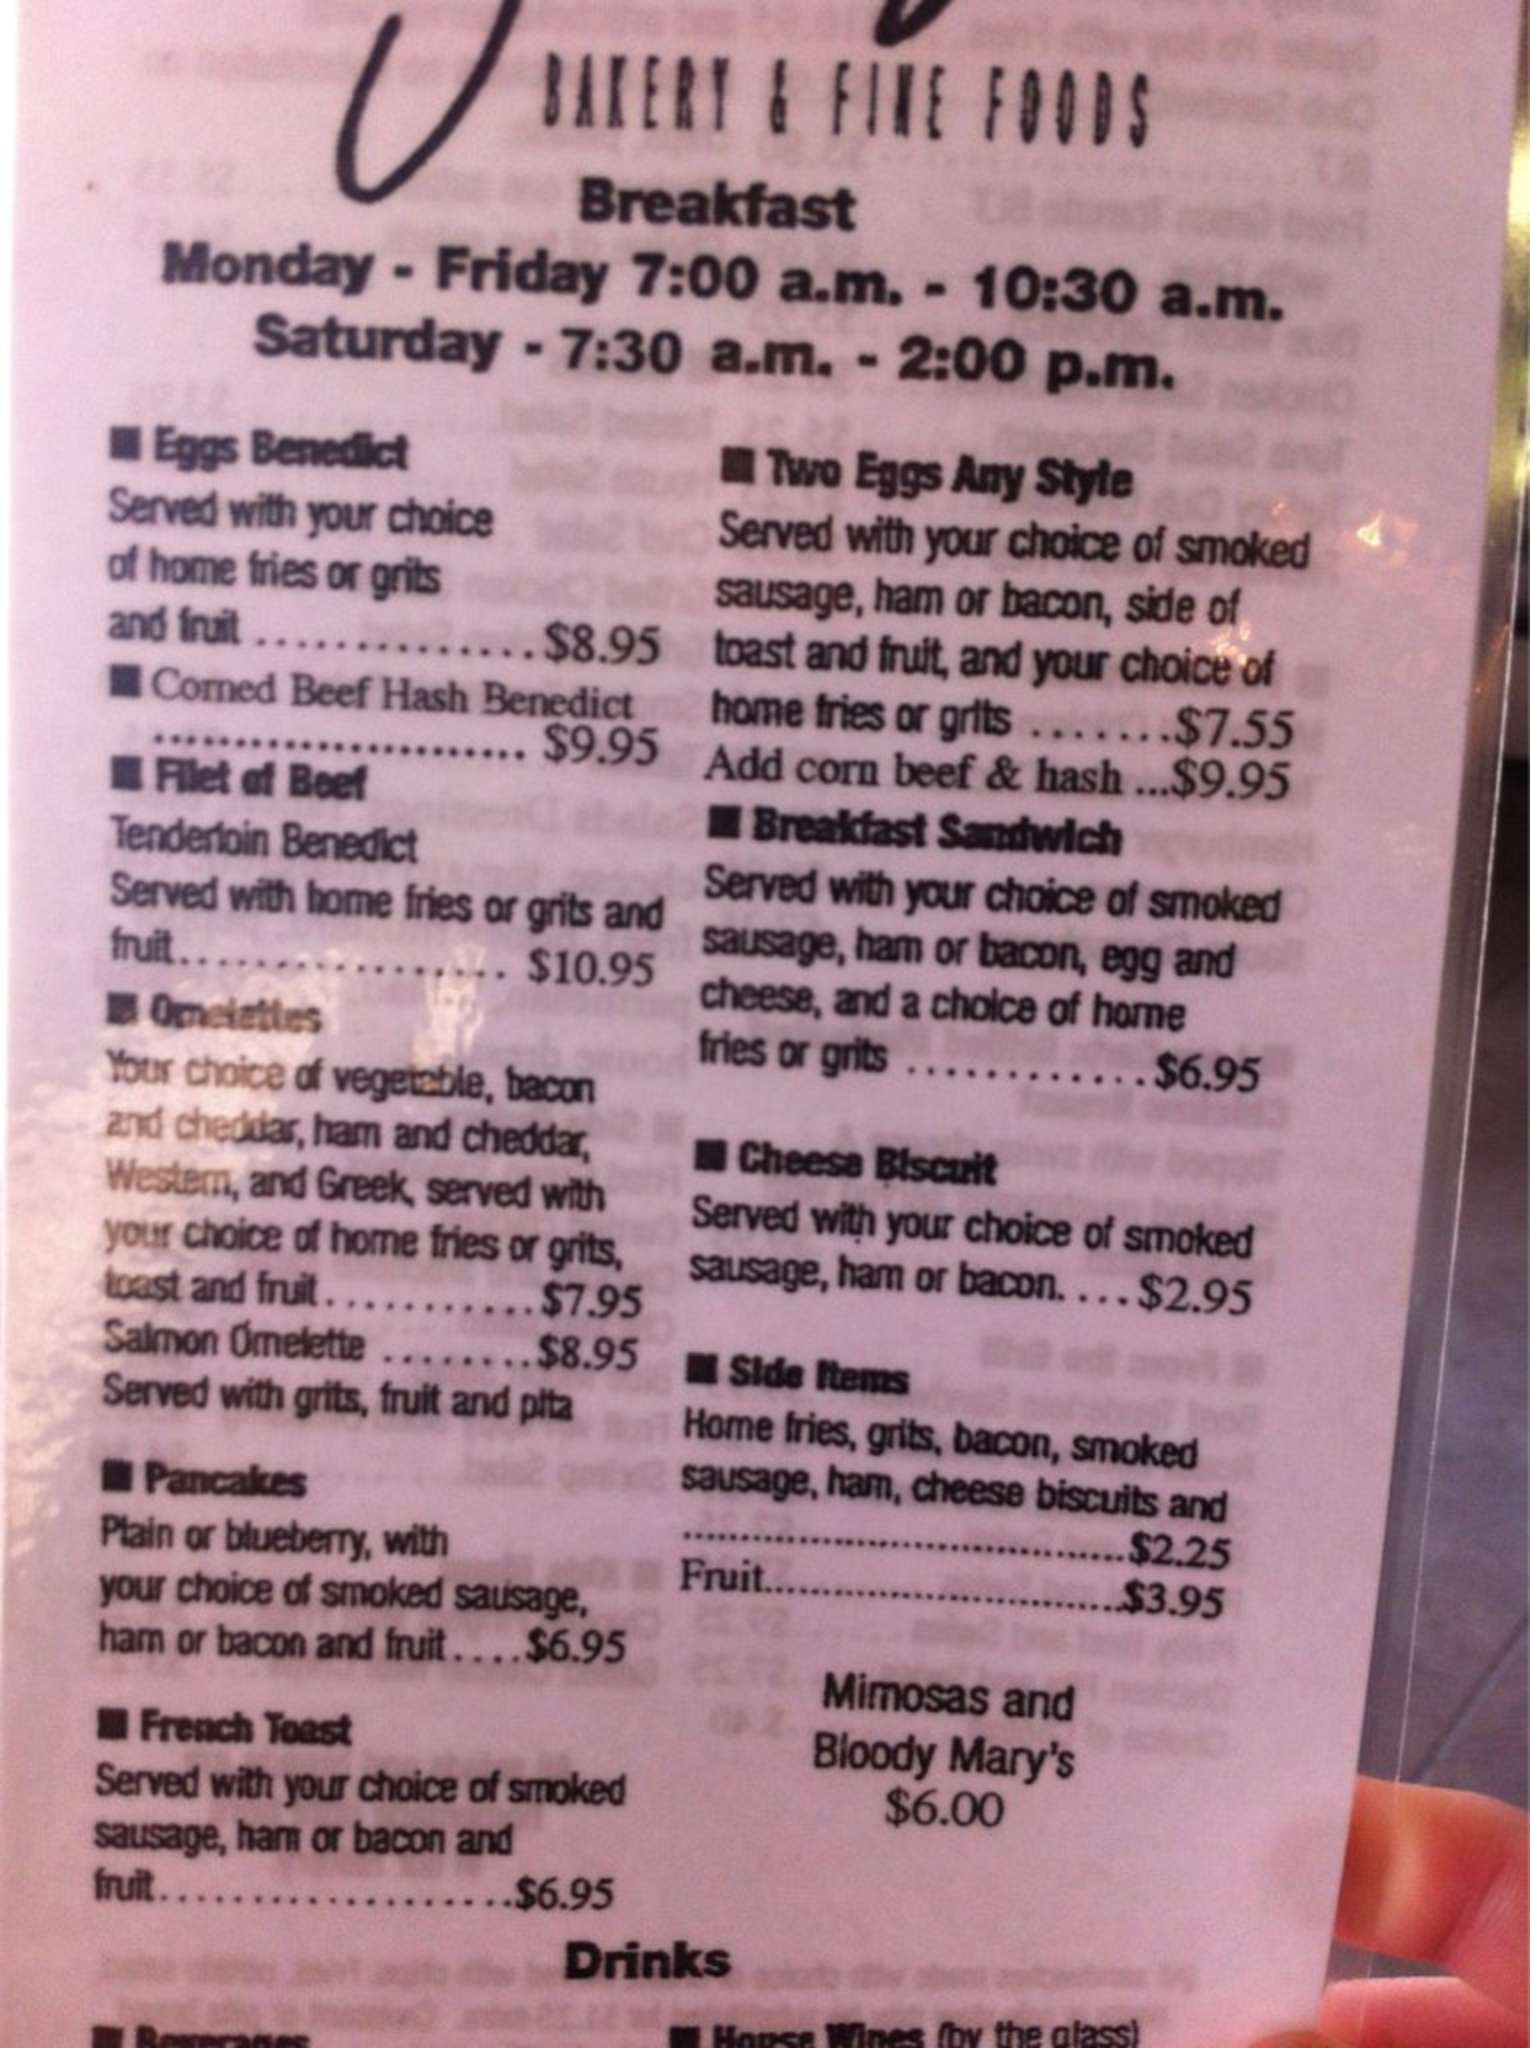 BAKERY & FINE FOODS
Breakfast
Monday - Friday 7:00 a.m. - 10:30 a.m.
Saturday - 7:30 a.m. - 2:00 p.m.
■ Eggs Benedict
Served with your choice
of home fries or grits
and fruit ..............$8.95
■ Corned Beef Hash Benedict
........................ $9.95
■ Filet of Beef
Tenderloin Benedict
Served with home fries or grits and
fruit.................. $10.95
■ Omelettes
Your choice of vegetable, bacon
and cheddar, ham and cheddar,
Western, and Greek, served with
your choice of home fries or grits,
toast and fruit............$7.95
Salmon Omelette ........$8.95
Served with grits, fruit and pita
■ Pancakes
Plain or blueberry, with
your choice of smoked sausage,
ham or bacon and fruit....$6.95
■ French Toast
Served with your choice of smoked
sausage, ham or bacon and
fruit....................$6.95
■ Two Eggs Any Style
Served with your choice of smoked
sausage, ham or bacon, side of
toast and fruit, and your choice of
home fries or grits .......$7.55
Add corn beef & hash ...$9.95
■ Breakfast Sandwich
Served with your choice of smoked
sausage, ham or bacon, egg and
cheese, and a choice of home
fries or grits ............$6.95
■ Cheese Biscuit
Served with your choice of smoked
sausage, ham or bacon.....$2.95
■ Side Items
Home fries, grits, bacon, smoked
sausage, ham, cheese biscuits and
.......................................$2.25
Fruit...............................$3.95
Mimosas and
Bloody Mary's
$6.00
Drinks
■ Beverages
■ House Wines (by the glass)